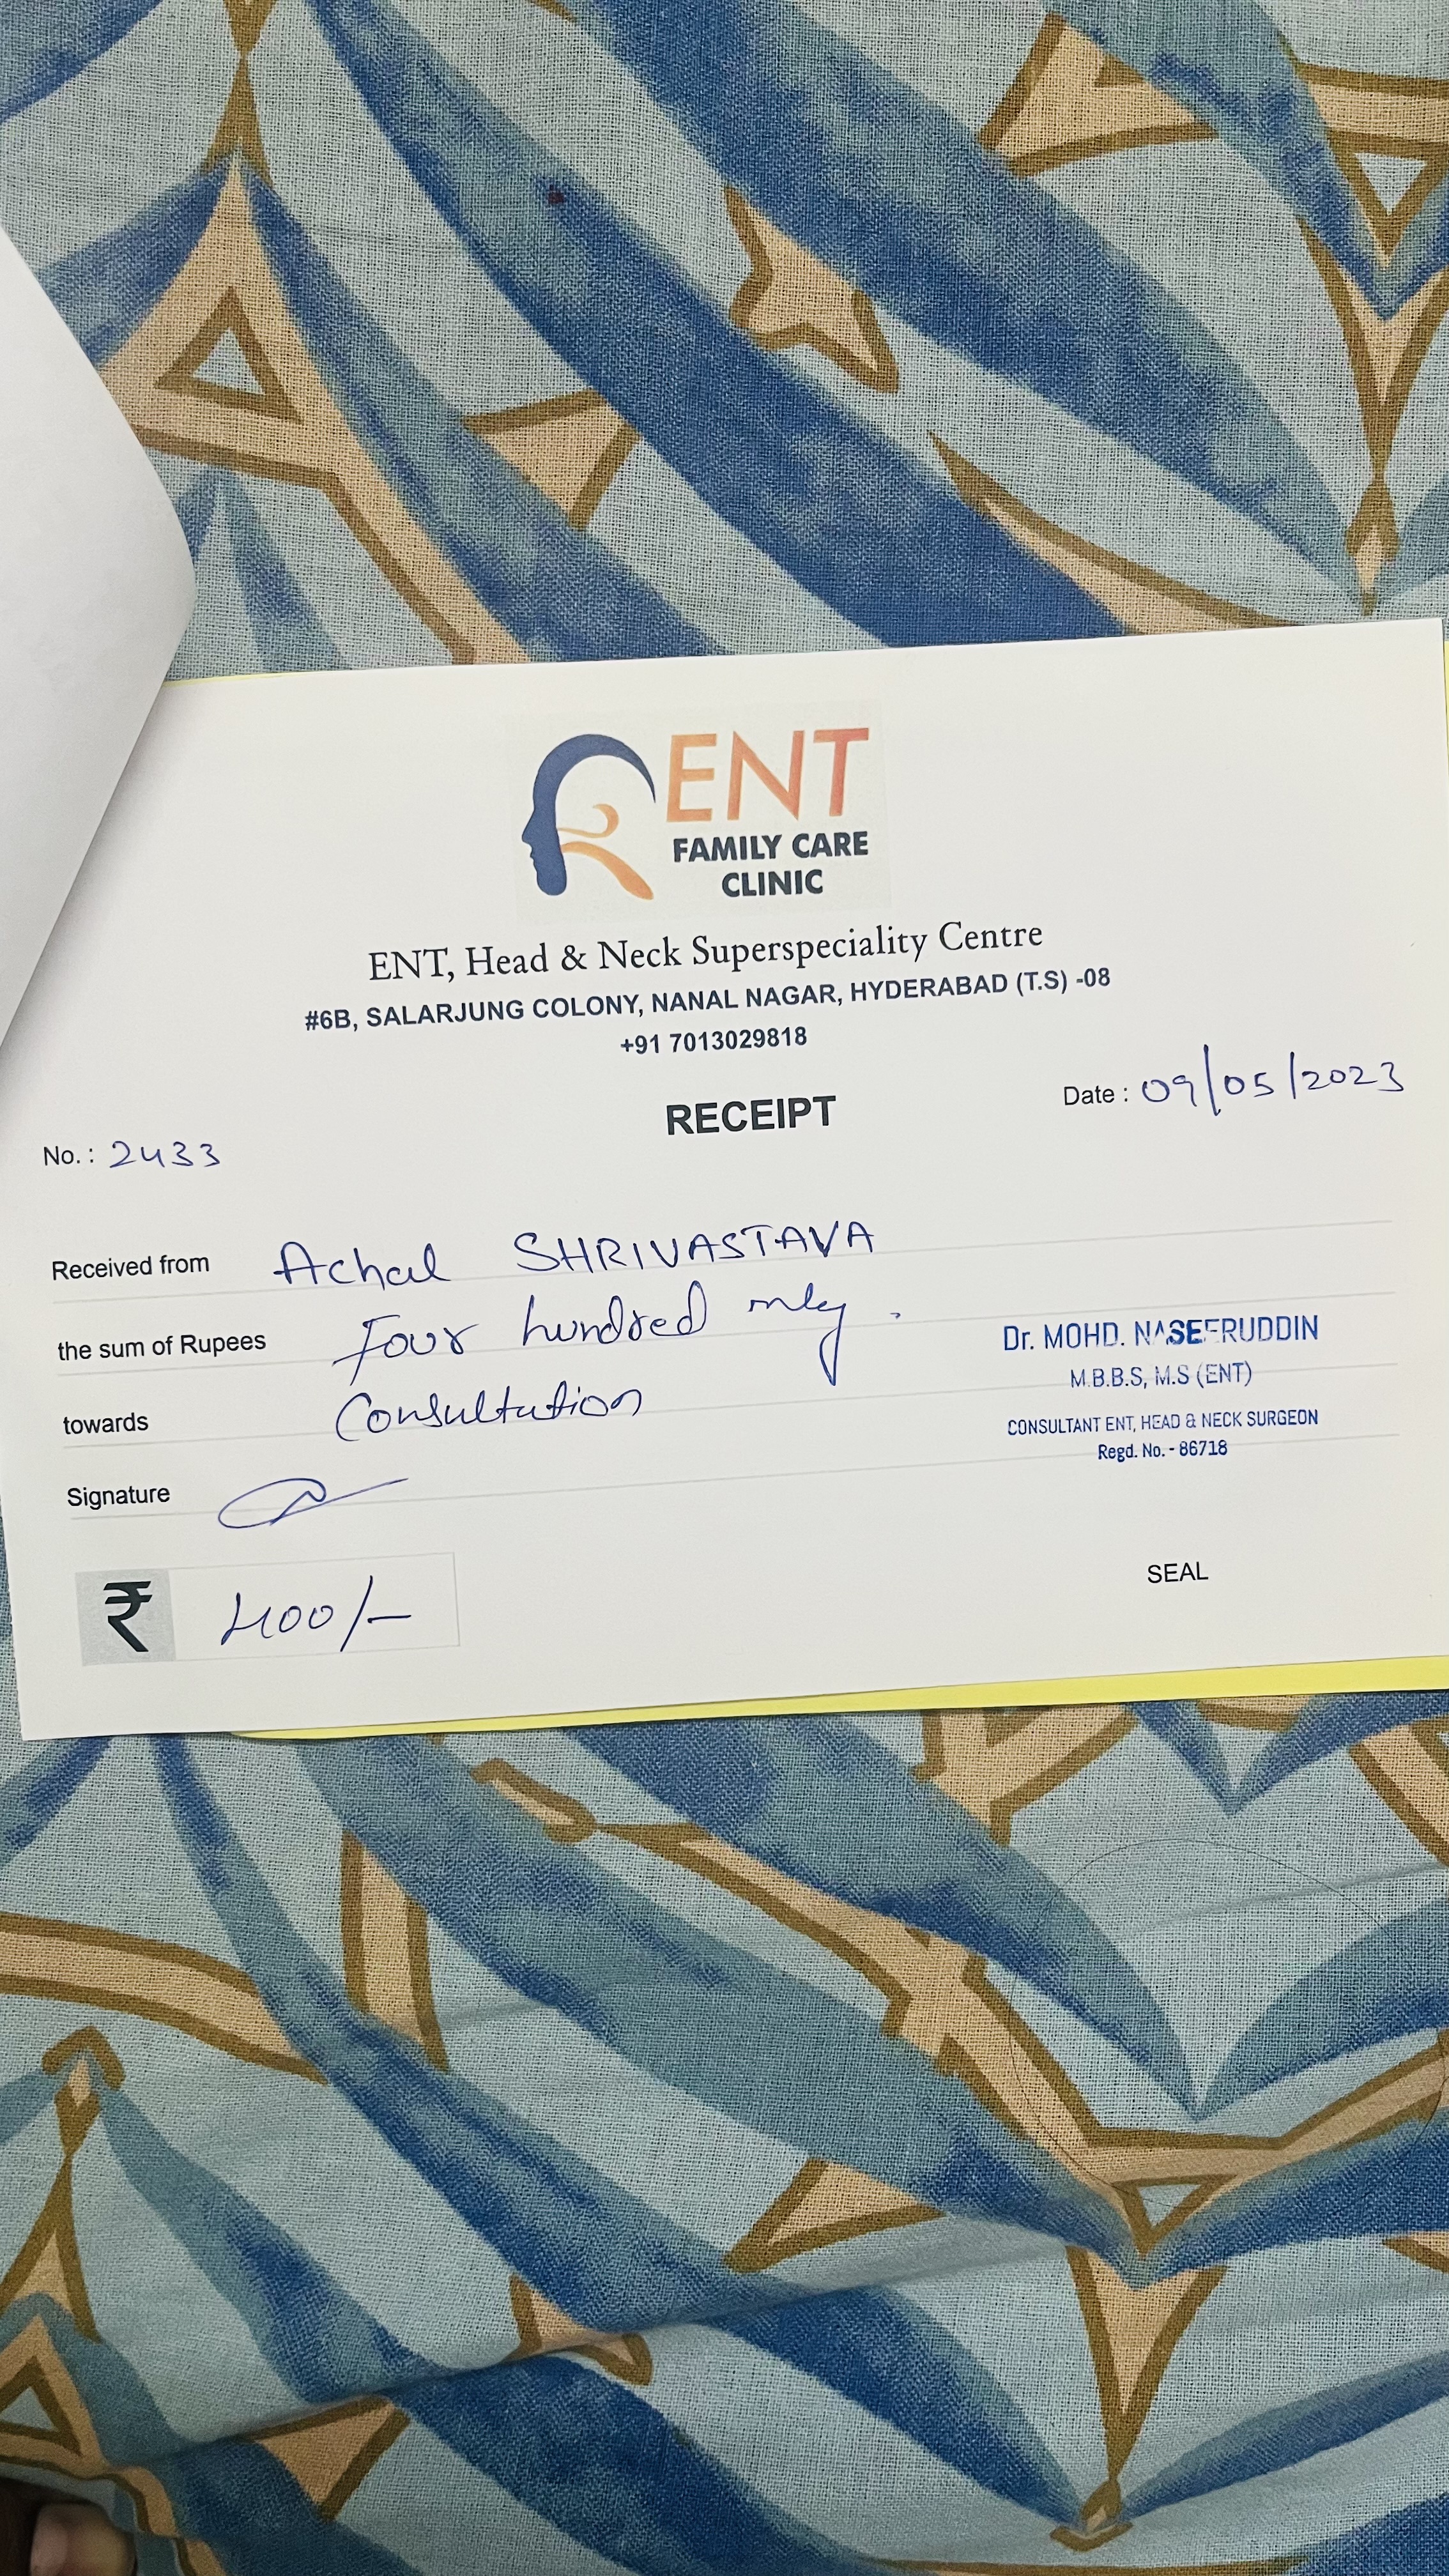 ENT
FAMILY CARE
CLINIC
ENT, Head & Neck Superspeciality Centre
#6B, SALARJUNG COLONY, NANAL NAGAR, HYDERABAD (T.S) -08
+91 7013029818
Date : 09/05/2023
RECEIPT
No. : 2433
Received from Achal SHRIVASTAVA
the sum of Rupees Four hundred only.
Dr. MOHD. NASEERUDDIN
M.B.B.S, M.S (ENT)
towards Consultation
CONSULTANT ENT, HEAD & NECK SURGEON
Regd. No. - 86718
Signature
SEAL
₹ 400/-